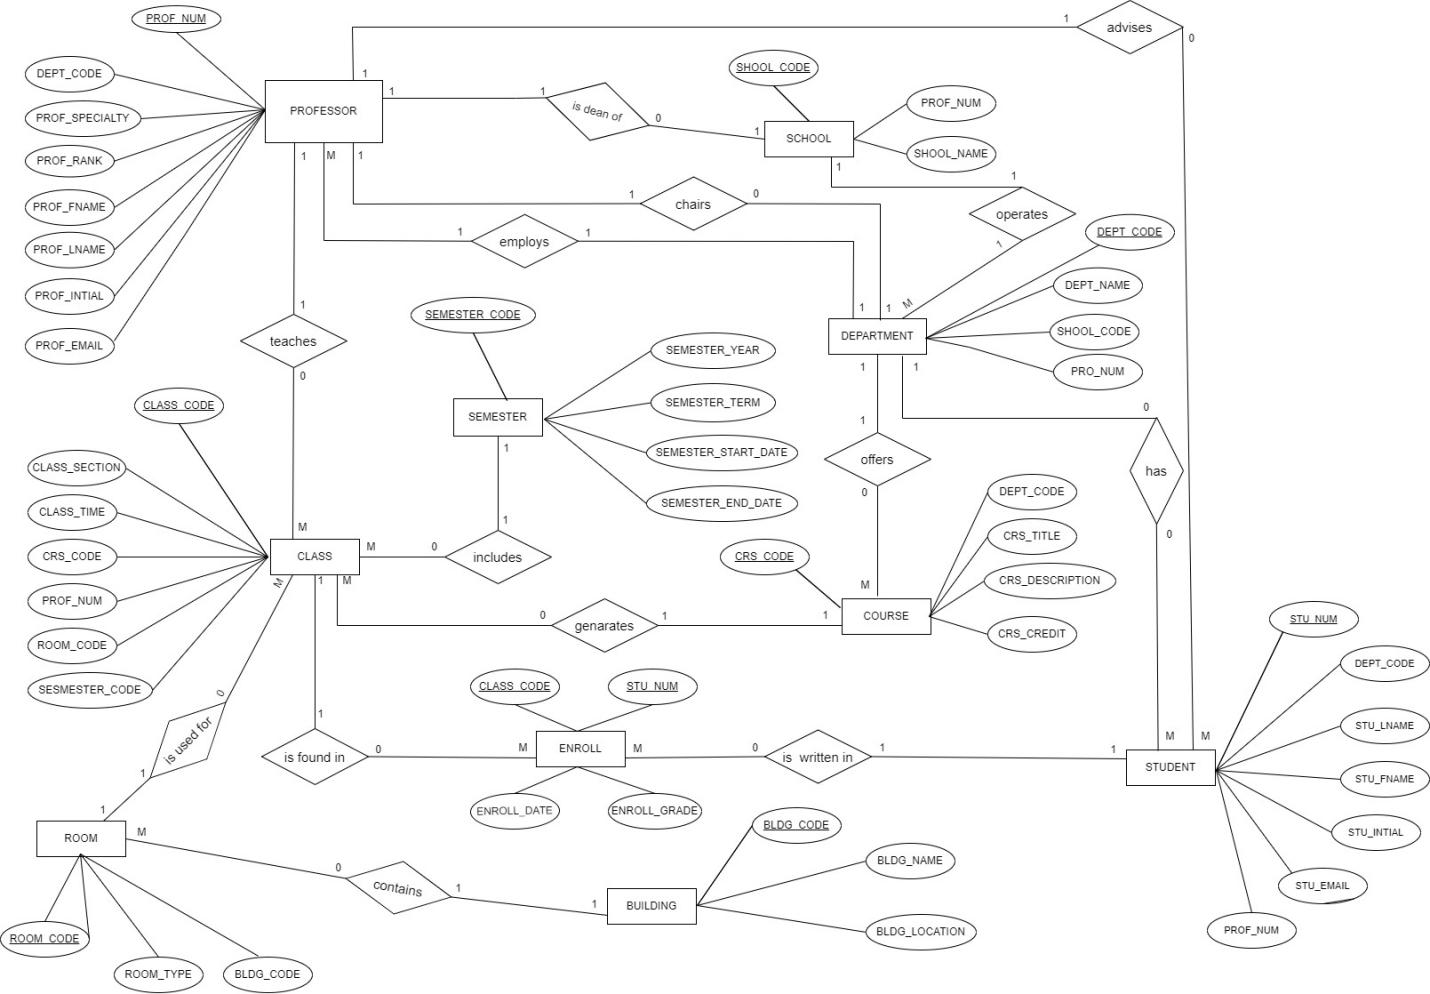 PROF_NUM
1
advises
0
DEPT_CODE
1
PROFESSOR
1
1
is dean of
0
1
SHOOL_CODE
SCHOOL
PROF_NUM
SHOOL_NAME
PROF_SPECIALTY
PROF_RANK
PROF_FNAME
PROF_LNAME
PROF_INTIAL
PROF_EMAIL
1
M
1
1
chairs
0
1
1
operates
1
M
1
employs
1
1
1
DEPT_CODE
DEPT_NAME
SHOOL_CODE
PRO_NUM
DEPARTMENT
1
1
1
teaches
0
SEMESTER_CODE
SEMESTER_YEAR
SEMESTER_TERM
SEMESTER
SEMESTER_START_DATE
SEMESTER_END_DATE
1
1
includes
0
M
1
offers
0
M
0
has
0
M
M
CLASS_CODE
CLASS_SECTION
CLASS_TIME
CRS_CODE
PROF_NUM
ROOM_CODE
SESMESTER_CODE
M
CLASS
M
1
M
0
genarates
1
1
CRS_CODE
COURSE
DEPT_CODE
CRS_TITLE
CRS_DESCRIPTION
CRS_CREDIT
STU_NUM
DEPT_CODE
STU_LNAME
STU_FNAME
STU_INTIAL
STU_EMAIL
PROF_NUM
STUDENT
CLASS_CODE
STU_NUM
1
is found in
0
M
ENROLL
M
0
is written in
1
1
ENROLL_DATE
ENROLL_GRADE
0
is used for
1
1
ROOM
M
0
contains
1
1
BUILDING
BLDG_CODE
BLDG_NAME
BLDG_LOCATION
ROOM_CODE
ROOM_TYPE
BLDG_CODE